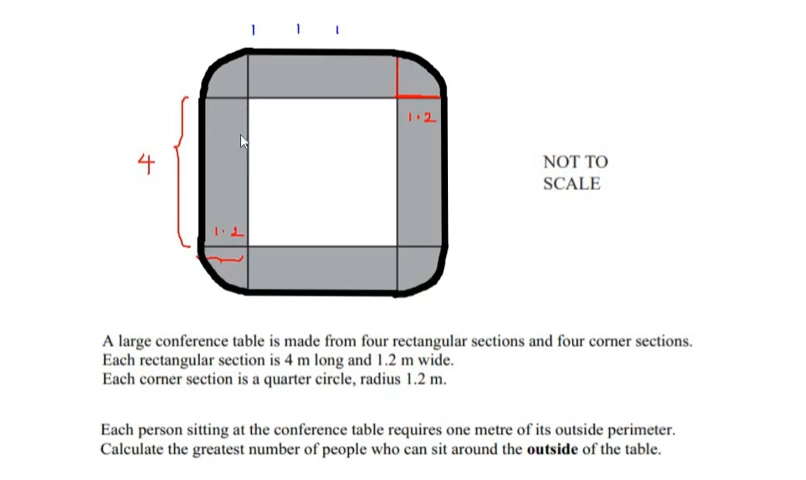 1 1 1
1.2
4
NOT TO
SCALE
1.2
A large conference table is made from four rectangular sections and four corner sections.
Each rectangular section is 4 m long and 1.2 m wide.
Each corner section is a quarter circle, radius 1.2 m.
Each person sitting at the conference table requires one metre of its outside perimeter.
Calculate the greatest number of people who can sit around the outside of the table.